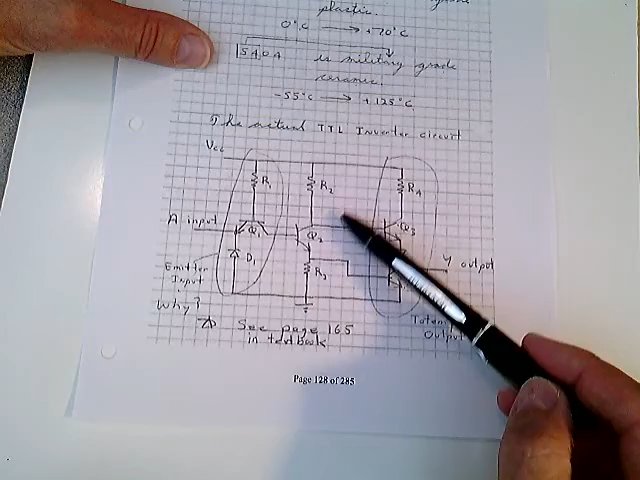 grade
plastic.
0°C → +70°C
5404 is military grade
ceramic.
-55°C → +125°C
The actual TTL Inverter circuit
Vcc
R1 R2 R4
A input Q1 Q2 Q3
D1 R3 Y output
Emitter
Input
Why?
See page 165
in textbook
Totem
Output
Page 128 of 285